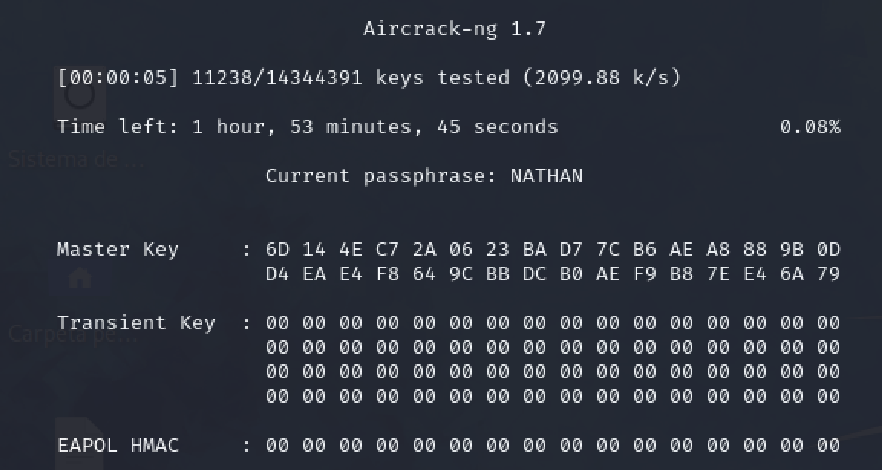 Aircrack-ng 1.7
[00:00:05] 11238/14344391 keys tested (2099.88 k/s)
Time left: 1 hour, 53 minutes, 45 seconds 0.08%
Sistema de ...
Current passphrase: NATHAN
Master Key : 6D 14 4E C7 2A 06 23 BA D7 7C B6 AE A8 88 9B 0D
D4 EA E4 F8 64 9C BB DC B0 AE F9 B8 7E E4 6A 79
Transient Key : 00 00 00 00 00 00 00 00 00 00 00 00 00 00 00 00
Carpeta pe...
00 00 00 00 00 00 00 00 00 00 00 00 00 00 00 00
00 00 00 00 00 00 00 00 00 00 00 00 00 00 00 00
00 00 00 00 00 00 00 00 00 00 00 00 00 00 00 00
EAPOL HMAC : 00 00 00 00 00 00 00 00 00 00 00 00 00 00 00 00